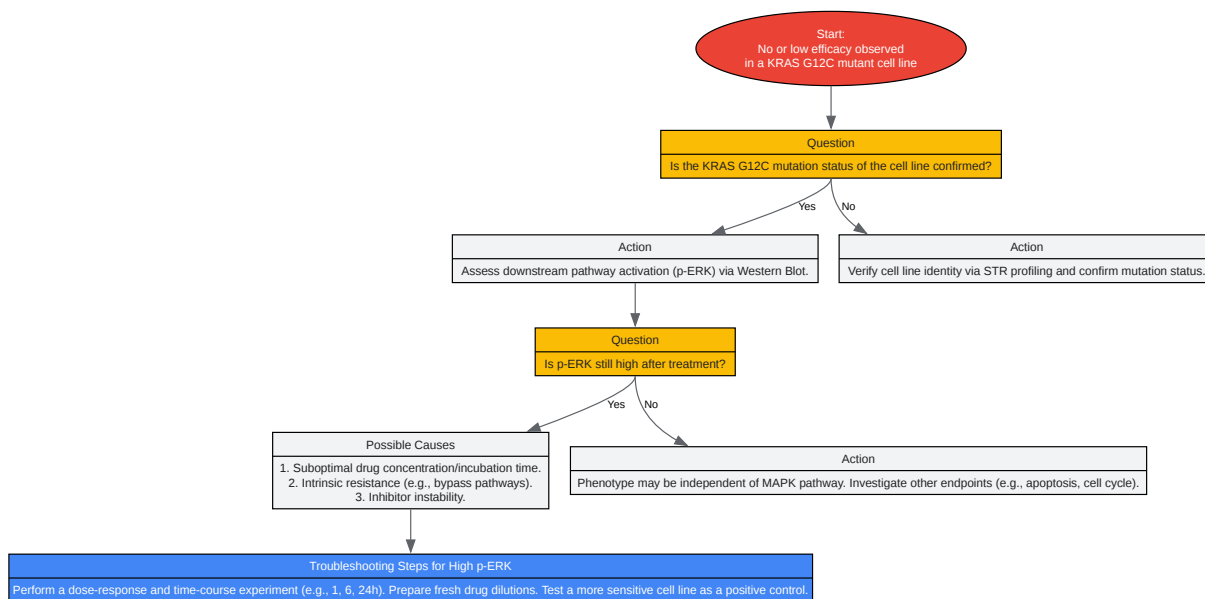 Start:
No or low efficacy observed
in a KRAS G12C mutant cell line
Question
Is the KRAS G12C mutation status of the cell line confirmed?
Yes
No
Action
Assess downstream pathway activation (p-ERK) via Western Blot.
Action
Verify cell line identity via STR profiling and confirm mutation status.
Question
Is p-ERK still high after treatment?
Yes
No
Possible Causes
1. Suboptimal drug concentration/incubation time.
2. Intrinsic resistance (e.g., bypass pathways).
3. Inhibitor instability.
Action
Phenotype may be independent of MAPK pathway. Investigate other endpoints (e.g., apoptosis, cell cycle).
Troubleshooting Steps for High p-ERK
Perform a dose-response and time-course experiment (e.g., 1, 6, 24h). Prepare fresh drug dilutions. Test a more sensitive cell line as a positive control.